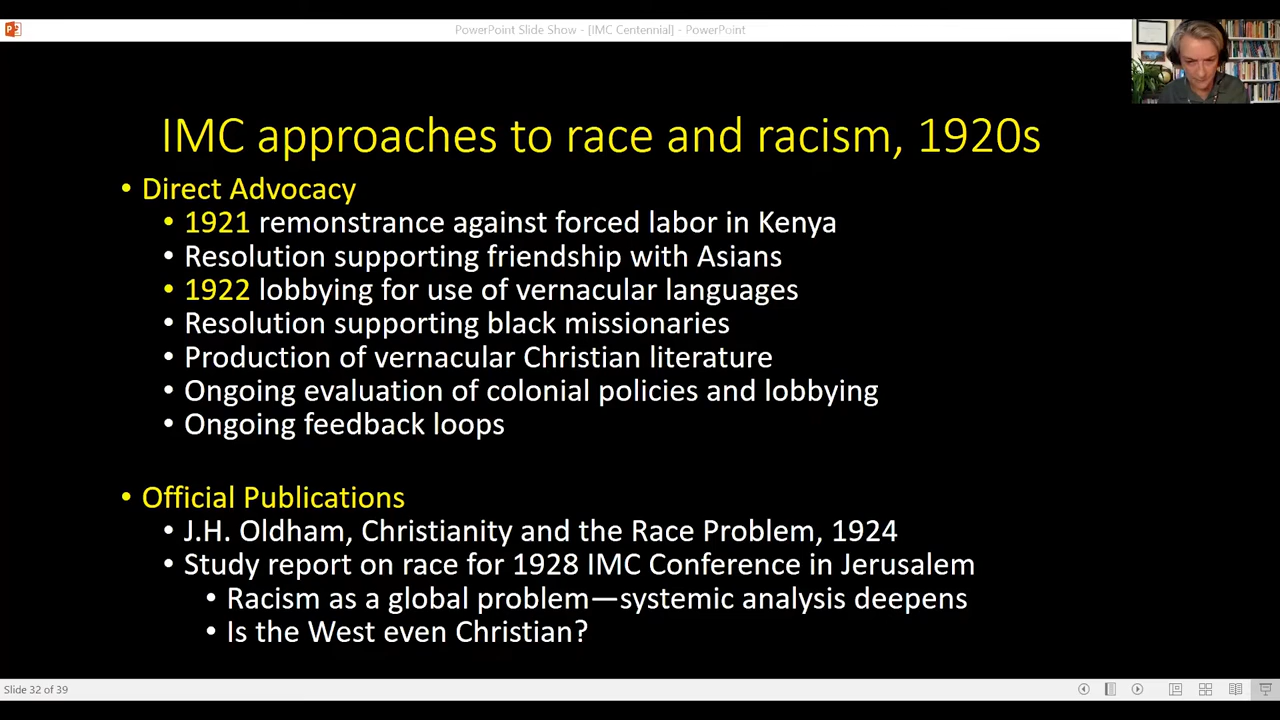 PowerPoint Slide Show - [IMC Centennial] - PowerPoint
IMC approaches to race and racism, 1920s
• Direct Advocacy
• 1921 remonstrance against forced labor in Kenya
• Resolution supporting friendship with Asians
• 1922 lobbying for use of vernacular languages
• Resolution supporting black missionaries
• Production of vernacular Christian literature
• Ongoing evaluation of colonial policies and lobbying
• Ongoing feedback loops
• Official Publications
• J.H. Oldham, Christianity and the Race Problem, 1924
• Study report on race for 1928 IMC Conference in Jerusalem
• Racism as a global problem—systemic analysis deepens
• Is the West even Christian?
Slide 32 of 39